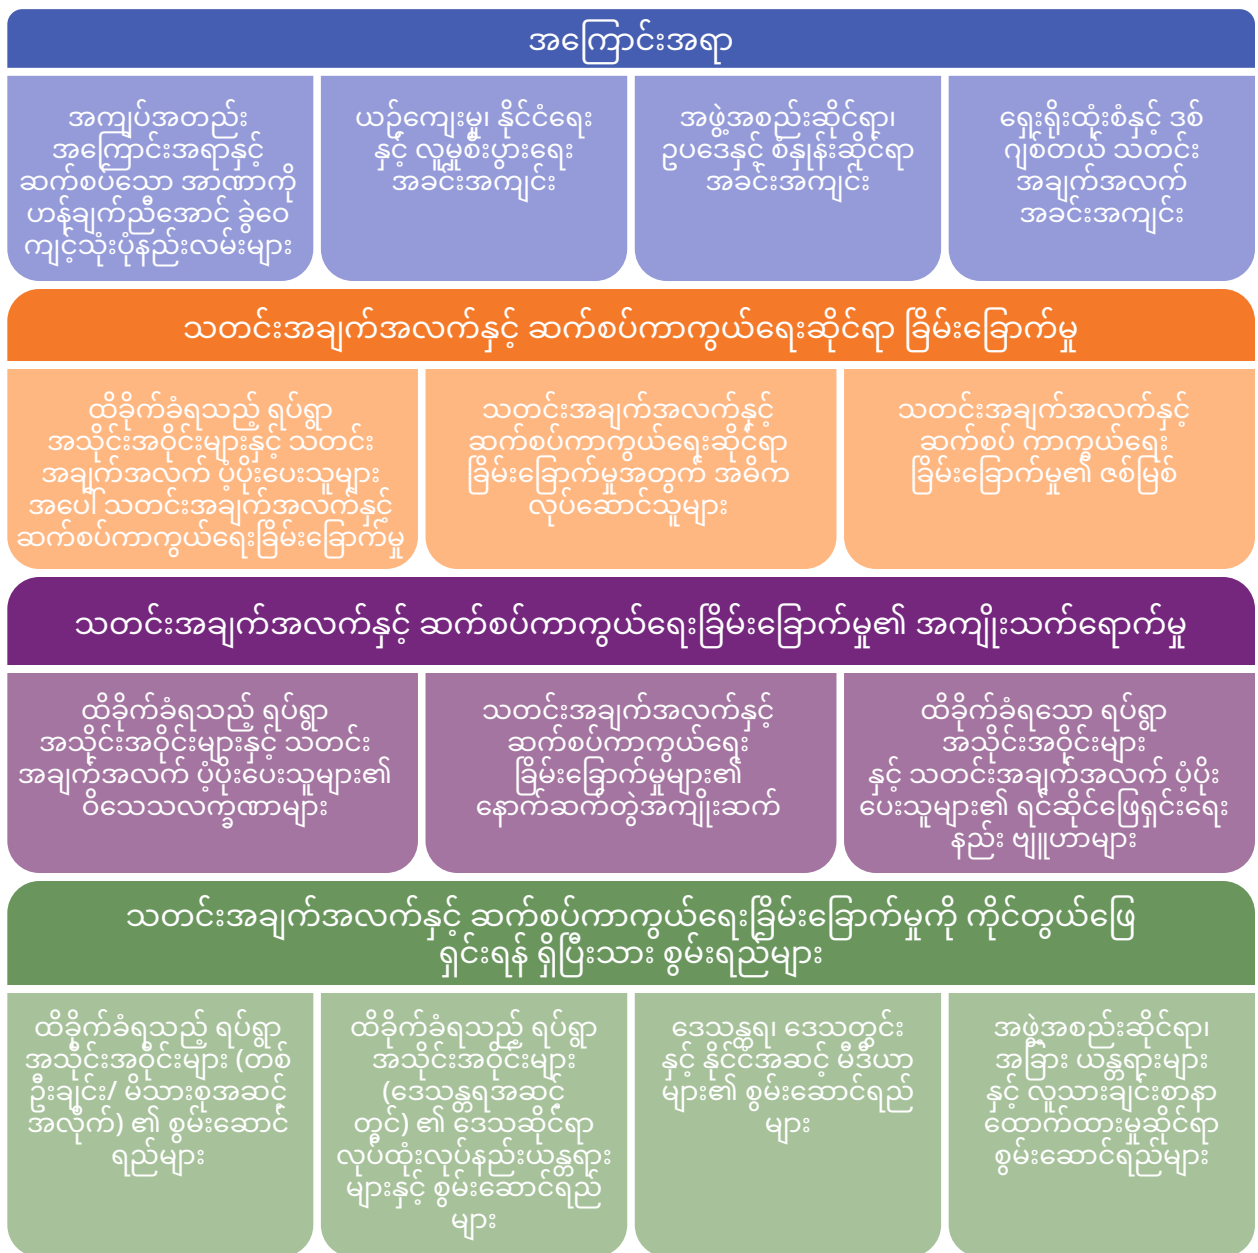 အကြောင်းအရာ
အကျပ်အတည်း
အကြောင်းအရာနှင့်
ဆက်စပ်သော အာဏာကို
ဟန်ချက်ညီအောင် ခွဲဝေ
ကျင့်သုံးပုံနည်းလမ်းများ
ယဉ်ကျေးမှု၊ နိုင်ငံရေး
နှင့် လူမှုစီးပွားရေး
အခင်းအကျင်း
အဖွဲ့အစည်းဆိုင်ရာ၊
ဥပဒေနှင့် စံနှုန်းဆိုင်ရာ
အခင်းအကျင်း
ရှေးရိုးထုံးစံနှင့် ဒစ်
ဂျစ်တယ် သတင်း
အချက်အလက်
အခင်းအကျင်း
သတင်းအချက်အလက်နှင့် ဆက်စပ်ကာကွယ်ရေးဆိုင်ရာ ခြိမ်းခြောက်မှု
ထိခိုက်ခံရသည့် ရပ်ရွာ
အသိုင်းအဝိုင်းများနှင့် သတင်း
အချက်အလက် ပံ့ပိုးပေးသူများ
အပေါ် သတင်းအချက်အလက်နှင့်
ဆက်စပ်ကာကွယ်ရေးခြိမ်းခြောက်မှု
သတင်းအချက်အလက်နှင့်
ဆက်စပ်ကာကွယ်ရေးဆိုင်ရာ
ခြိမ်းခြောက်မှုအတွက် အဓိက
လုပ်ဆောင်သူများ
သတင်းအချက်အလက်နှင့်
ဆက်စပ် ကာကွယ်ရေး
ခြိမ်းခြောက်မှု၏ ဇစ်မြစ်
သတင်းအချက်အလက်နှင့် ဆက်စပ်ကာကွယ်ရေးခြိမ်းခြောက်မှု၏ အကျိုးသက်ရောက်မှု
ထိခိုက်ခံရသည့် ရပ်ရွာ
အသိုင်းအဝိုင်းများနှင့် သတင်း
အချက်အလက် ပံ့ပိုးပေးသူများ၏
ဝိသေသလက္ခဏာများ
သတင်းအချက်အလက်နှင့်
ဆက်စပ်ကာကွယ်ရေး
ခြိမ်းခြောက်မှုများ၏
နောက်ဆက်တွဲအကျိုးဆက်
ထိခိုက်ခံရသော ရပ်ရွာ
အသိုင်းအဝိုင်းများ
နှင့် သတင်းအချက်အလက် ပံ့ပိုး
ပေးသူများ၏ ရင်ဆိုင်ဖြေရှင်းရေး
နည်း ဗျူဟာများ
သတင်းအချက်အလက်နှင့် ဆက်စပ်ကာကွယ်ရေးခြိမ်းခြောက်မှုကို ကိုင်တွယ်ဖြေ
ရှင်းရန် ရှိပြီးသား စွမ်းရည်များ
ထိခိုက်ခံရသည့် ရပ်ရွာ
အသိုင်းအဝိုင်းများ (တစ်
ဦးချင်း/ မိသားစုအဆင့်
အလိုက်) ၏ စွမ်းဆောင်
ရည်များ
ထိခိုက်ခံရသည့် ရပ်ရွာ
အသိုင်းအဝိုင်းများ
(ဒေသန္တရအဆင့်
တွင်) ၏ ဒေသဆိုင်ရာ
လုပ်ထုံးလုပ်နည်းယန္တရား
များနှင့် စွမ်းဆောင်ရည်
များ
ဒေသန္တရ၊ ဒေသတွင်း
နှင့် နိုင်ငံအဆင့် မီဒီယာ
များ၏ စွမ်းဆောင်ရည်
များ
အဖွဲ့အစည်းဆိုင်ရာ၊
အခြား ယန္တရားများ
နှင့် လူသားချင်းစာနာ
ထောက်ထားမှုဆိုင်ရာ
စွမ်းဆောင်ရည်များ